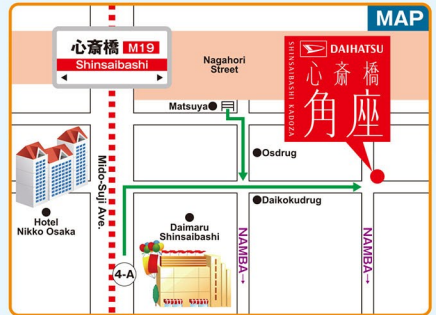 MAP
心斎橋 M19
Shinsaibashi
Nagahori
Street
DAIHATSU
SHINSAIBASHI KADOZA
心斎橋
角座
Matsuya
Osdrug
Mido-Suji Ave.
Hotel
Nikko Osaka
Daimaru
Shinsaibashi
Daikokudrug
4-A
NAMBA→
NAMBA→